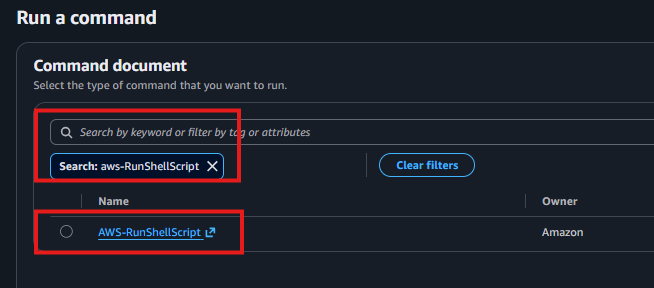 Run a command
Command document
Select the type of command that you want to run.
Search by keyword or filter by tag or attributes
Search: aws-RunShellScript
Clear filters
Name Owner
AWS-RunShellScript Amazon